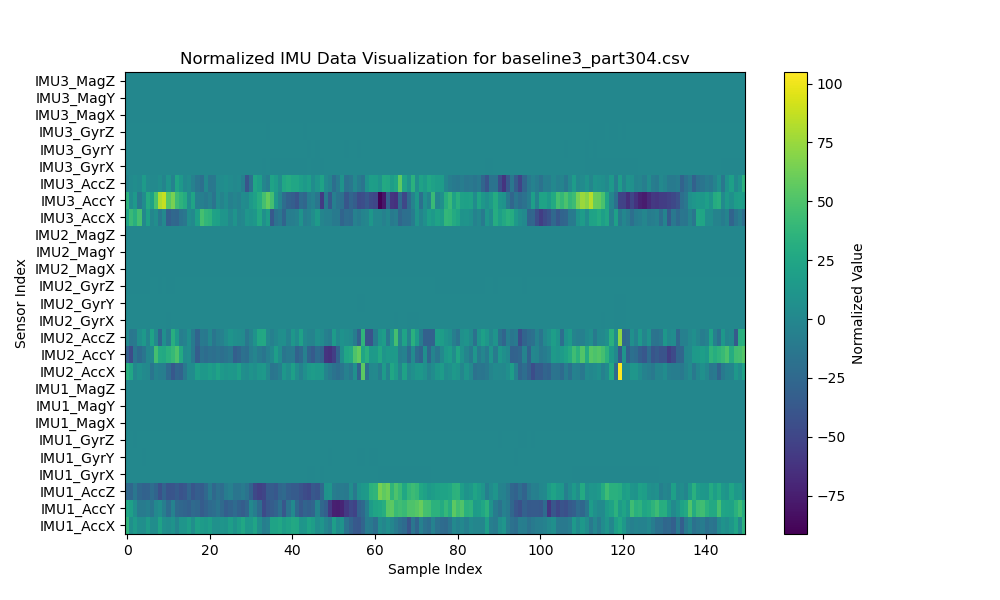 Normalized IMU Data Visualization for baseline3_part304.csv
IMU3_MagZ
IMU3_MagY
IMU3_MagX
IMU3_GyrZ
IMU3_GyrY
IMU3_GyrX
IMU3_AccZ
IMU3_AccY
IMU3_AccX
IMU2_MagZ
IMU2_MagY
IMU2_MagX
IMU2_GyrZ
IMU2_GyrY
IMU2_GyrX
IMU2_AccZ
IMU2_AccY
IMU2_AccX
IMU1_MagZ
IMU1_MagY
IMU1_MagX
IMU1_GyrZ
IMU1_GyrY
IMU1_GyrX
IMU1_AccZ
IMU1_AccY
IMU1_AccX
Sensor Index
0 20 40 60 80 100 120 140
Sample Index
100
75
50
25
0
−25
−50
−75
Normalized Value